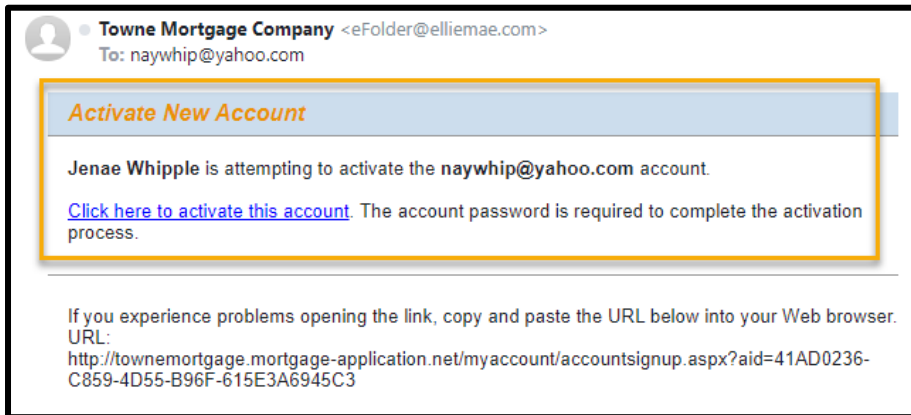 Towne Mortgage Company <eFolder@elliemae.com>
To: naywhip@yahoo.com
Activate New Account
Jenae Whipple is attempting to activate the naywhip@yahoo.com account.
Click here to activate this account. The account password is required to complete the activation
process.
If you experience problems opening the link, copy and paste the URL below into your Web browser.
URL:
http://townemortgage.mortgage-application.net/myaccount/accountsignup.aspx?aid=41AD0236-
C859-4D55-B96F-615E3A6945C3